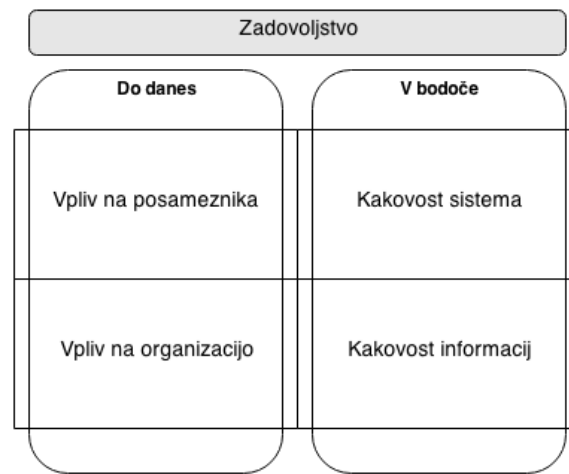 Zadovoljstvo
Do danes
V bodoče
Vpliv na posameznika
Kakovost sistema
Vpliv na organizacijo
Kakovost informacij